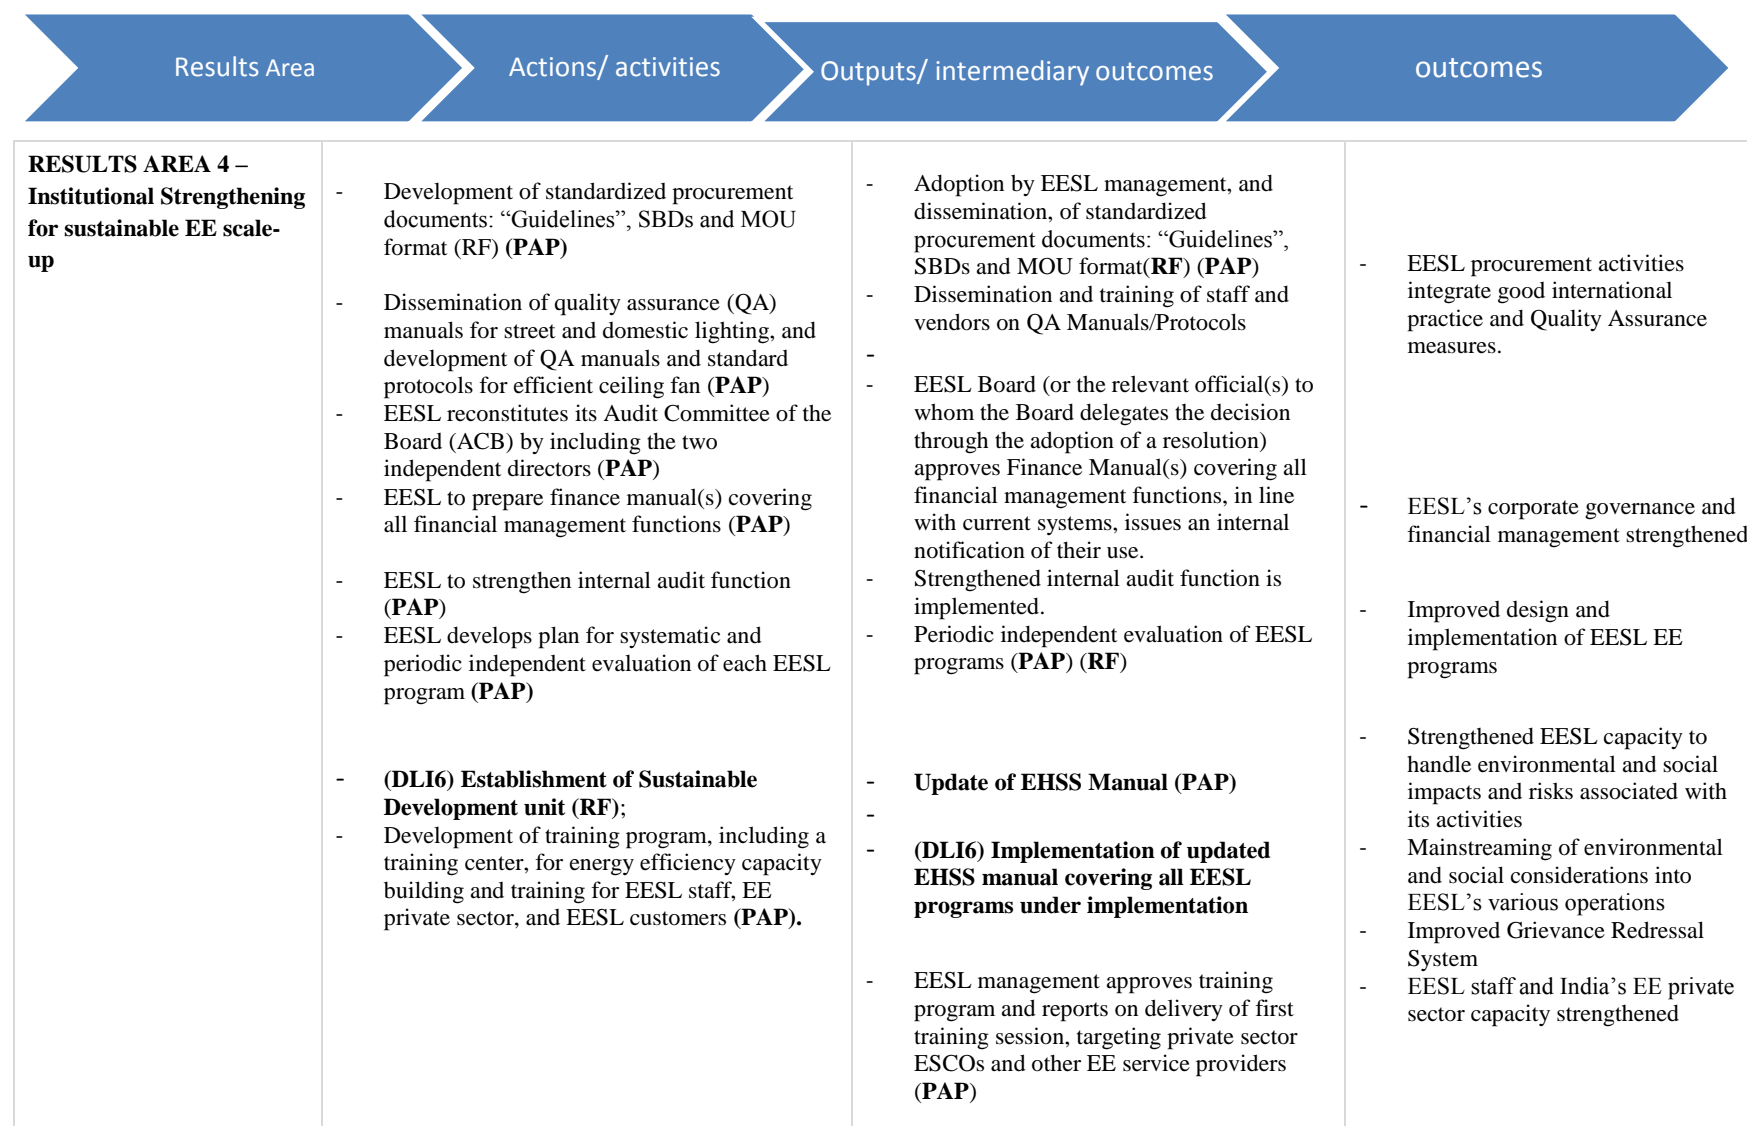 Results Area
Actions/ activities
Outputs/ intermediary outcomes
outcomes
RESULTS AREA 4 –
Institutional Strengthening
for sustainable EE scale-
up
- Development of standardized procurement
documents: “Guidelines”, SBDs and MOU
format (RF) (PAP)
- Dissemination of quality assurance (QA)
manuals for street and domestic lighting, and
development of QA manuals and standard
protocols for efficient ceiling fan (PAP)
- EESL reconstitutes its Audit Committee of the
Board (ACB) by including the two
independent directors (PAP)
- EESL to prepare finance manual(s) covering
all financial management functions (PAP)
- EESL to strengthen internal audit function
(PAP)
- EESL develops plan for systematic and
periodic independent evaluation of each EESL
program (PAP)
- (DLI6) Establishment of Sustainable
Development unit (RF);
- Development of training program, including a
training center, for energy efficiency capacity
building and training for EESL staff, EE
private sector, and EESL customers (PAP).
- Adoption by EESL management, and
dissemination, of standardized
procurement documents: “Guidelines”,
SBDs and MOU format(RF) (PAP)
- Dissemination and training of staff and
vendors on QA Manuals/Protocols
-
- EESL Board (or the relevant official(s) to
whom the Board delegates the decision
through the adoption of a resolution)
approves Finance Manual(s) covering all
financial management functions, in line
with current systems, issues an internal
notification of their use.
- Strengthened internal audit function is
implemented.
- Periodic independent evaluation of EESL
programs (PAP) (RF)
- Update of EHSS Manual (PAP)
-
- (DLI6) Implementation of updated
EHSS manual covering all EESL
programs under implementation
- EESL management approves training
program and reports on delivery of first
training session, targeting private sector
ESCOs and other EE service providers
(PAP)
- EESL procurement activities
integrate good international
practice and Quality Assurance
measures.
- EESL’s corporate governance and
financial management strengthened
- Improved design and
implementation of EESL EE
programs
- Strengthened EESL capacity to
handle environmental and social
impacts and risks associated with
its activities
- Mainstreaming of environmental
and social considerations into
EESL’s various operations
- Improved Grievance Redressal
System
- EESL staff and India’s EE private
sector capacity strengthened